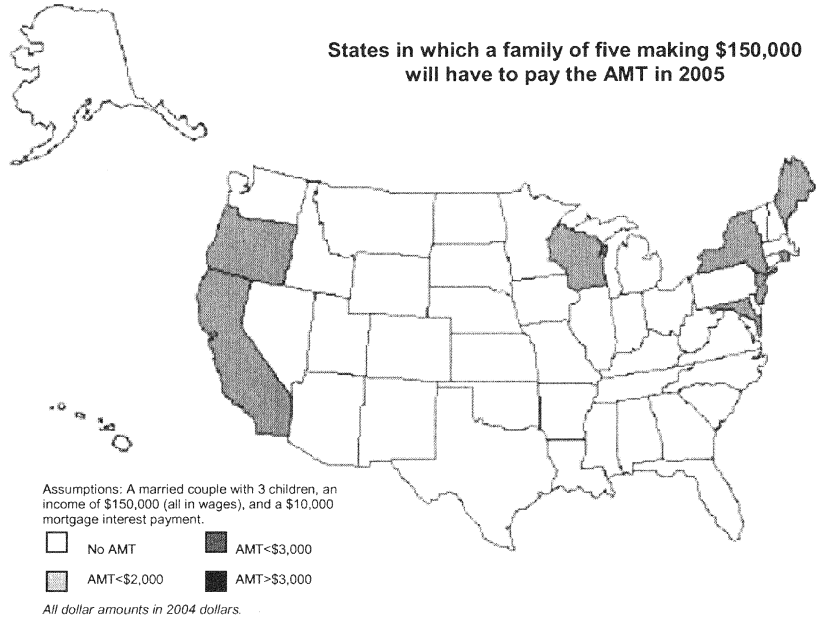 States in which a family of five making $150,000
will have to pay the AMT in 2005
Assumptions: A married couple with 3 children, an
income of $150,000 (all in wages), and a $10,000
mortgage interest payment.
No AMT
AMT<$3,000
AMT<$2,000
AMT>$3,000
All dollar amounts in 2004 dollars.